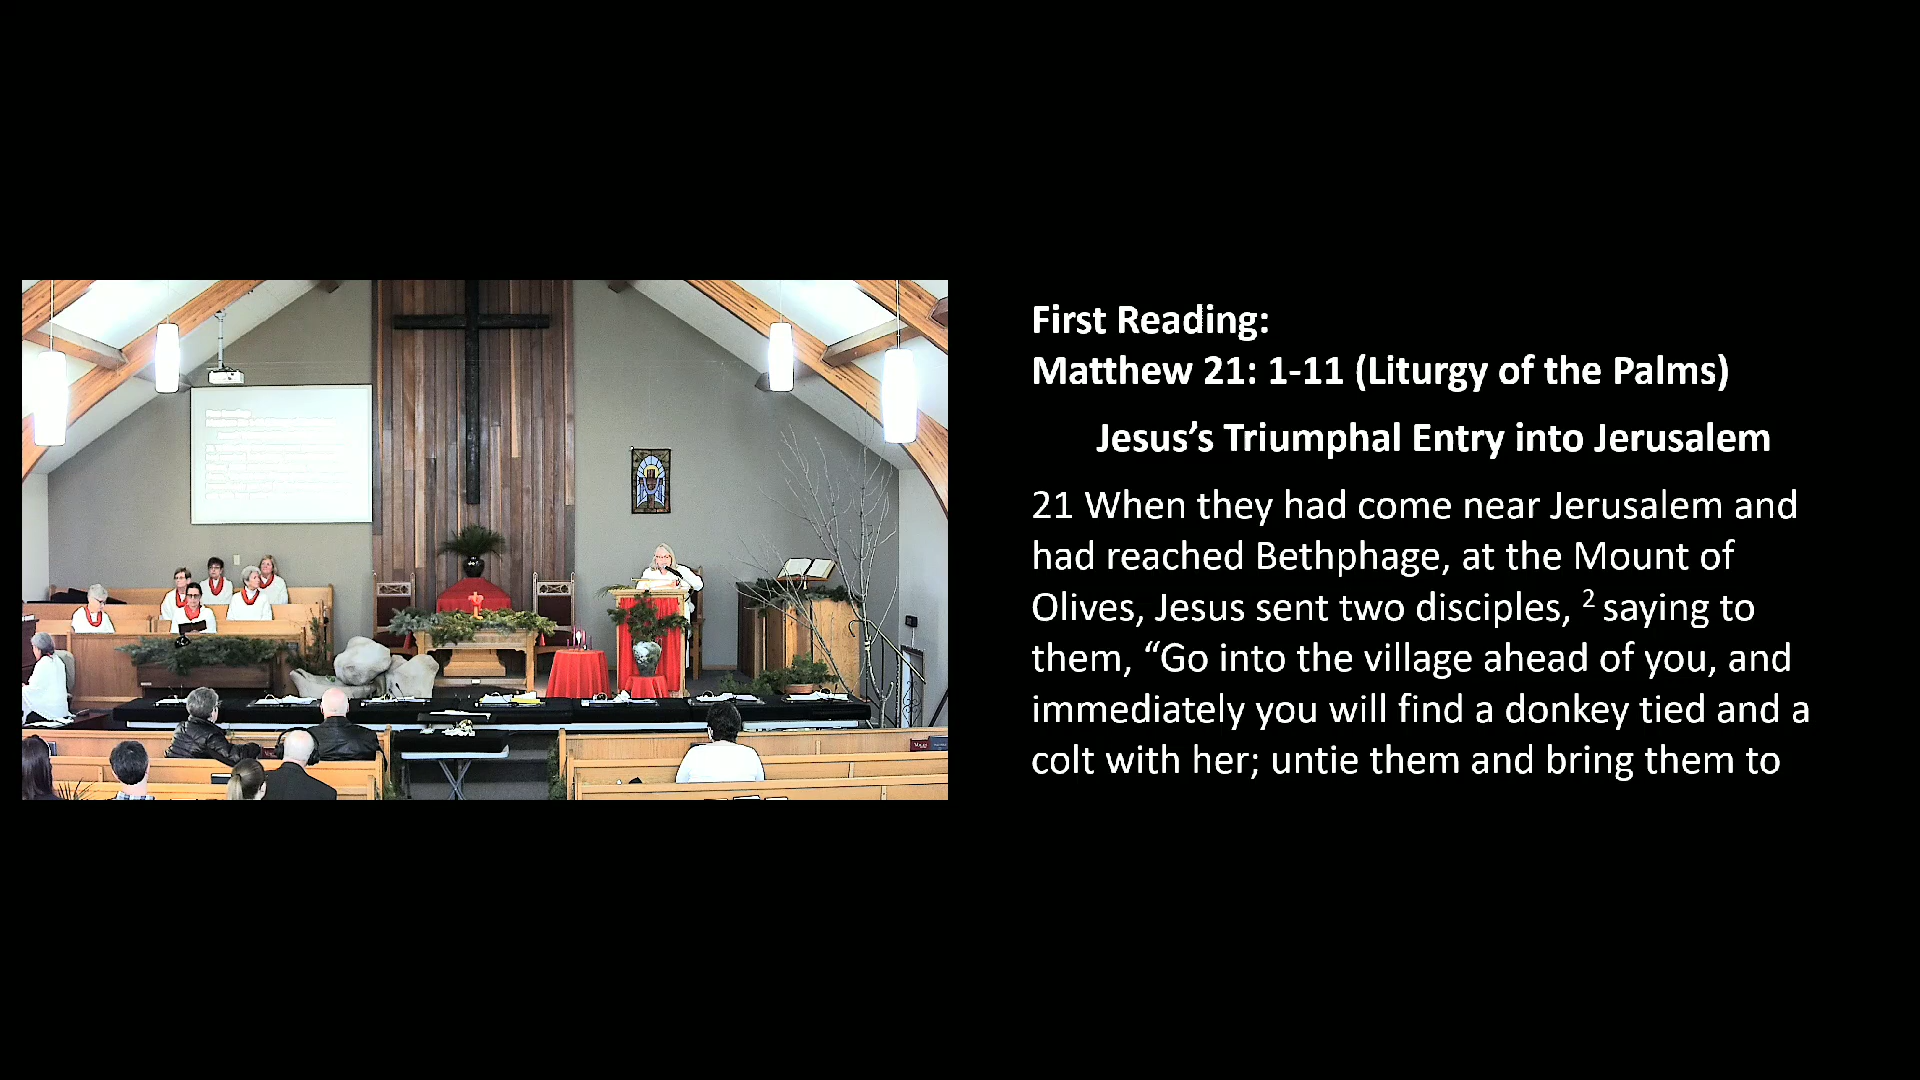 First Reading:
Matthew 21: 1-11 (Liturgy of the Palms)
Jesus’s Triumphal Entry into Jerusalem
21 When they had come near Jerusalem and
had reached Bethphage, at the Mount of
Olives, Jesus sent two disciples, 2 saying to
them, “Go into the village ahead of you, and
immediately you will find a donkey tied and a
colt with her; untie them and bring them to